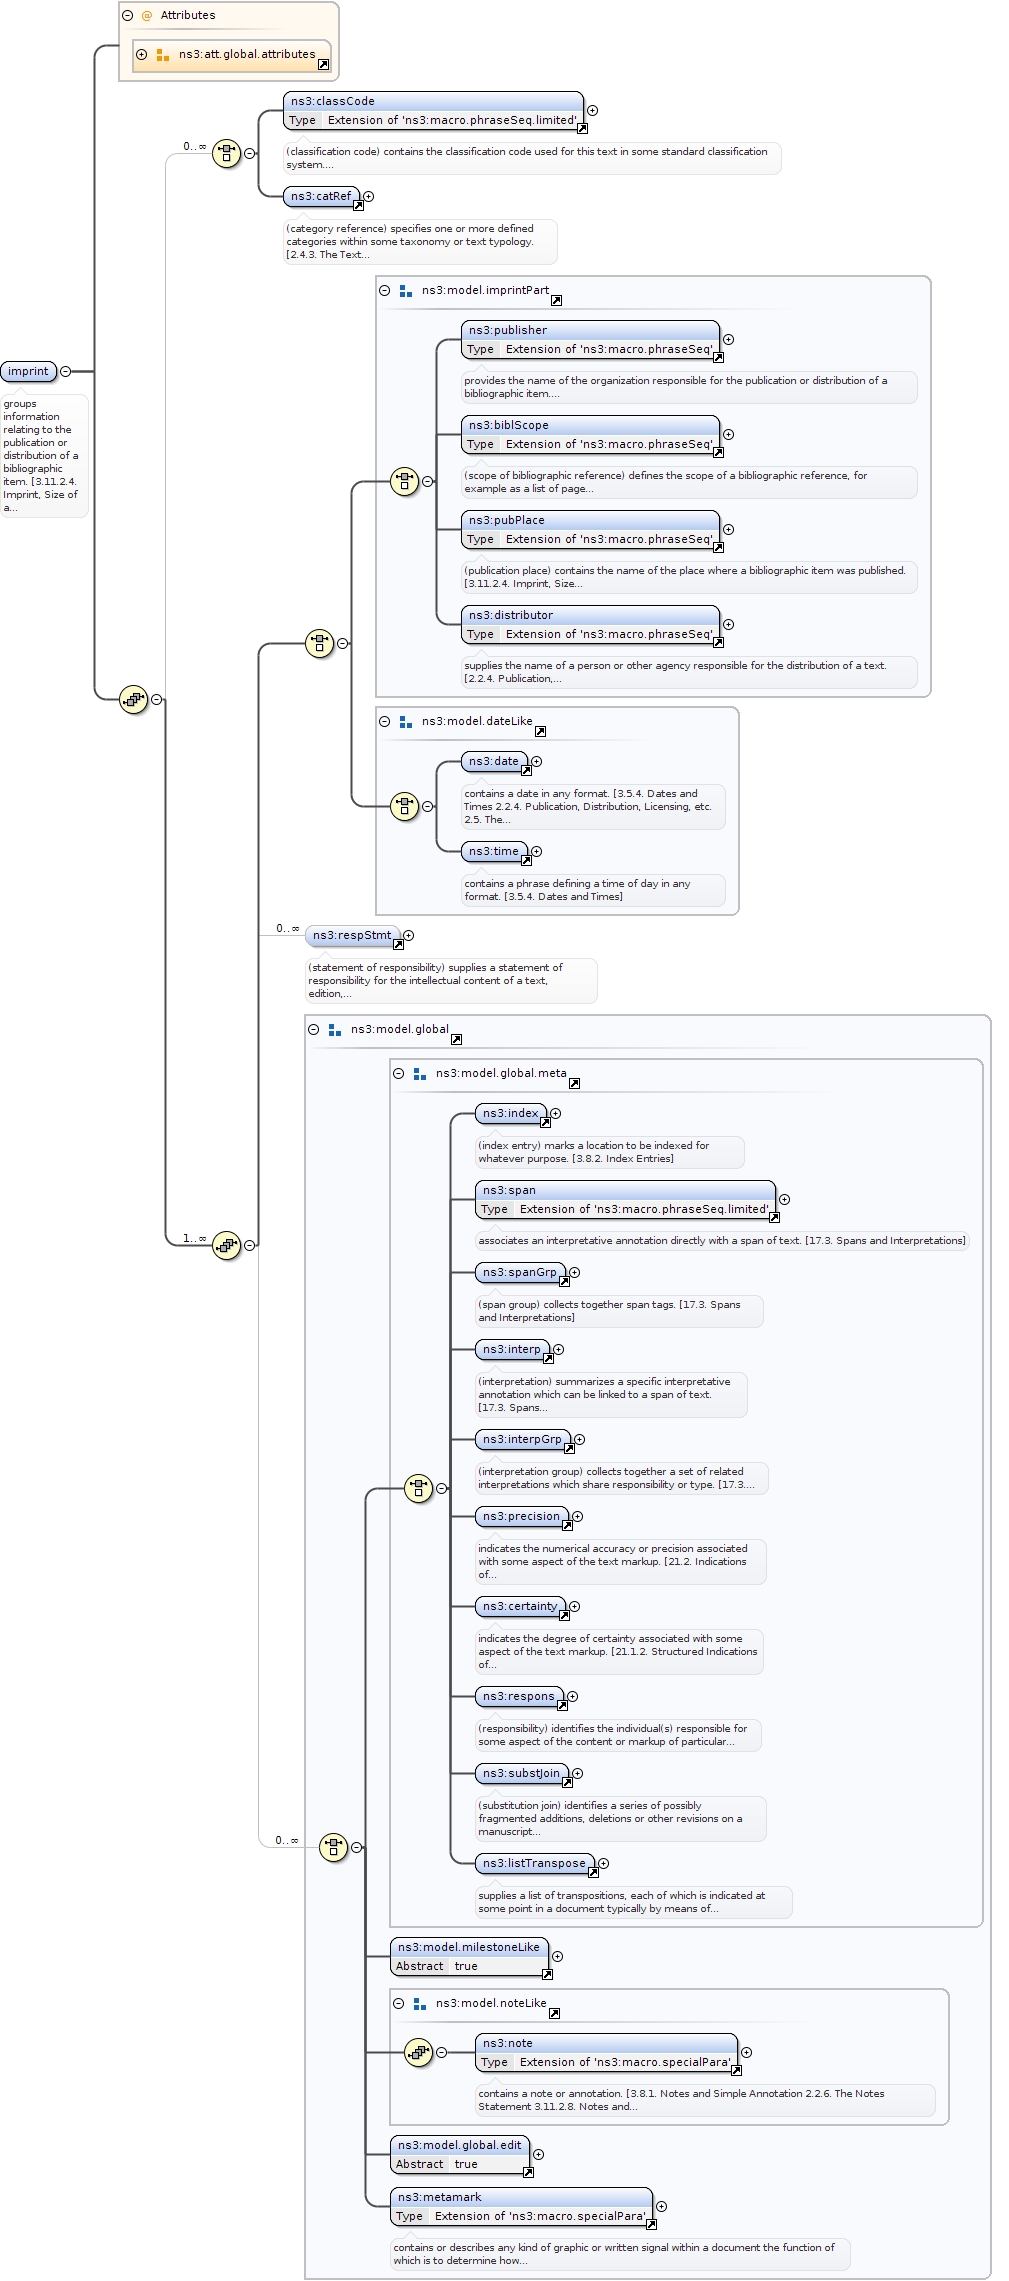 Attributes
ns3:att.global.attributes
ns3:classCode
Type Extension of 'ns3:macro.phraseSeq.limited'
0..∞
(classification code) contains the classification code used for this text in some standard classification
system....
ns3:catRef
(category reference) specifies one or more defined
categories within some taxonomy or text typology.
[2.4.3. The Text...
ns3:model.imprintPart
ns3:publisher
Type Extension of 'ns3:macro.phraseSeq'
imprint
groups
information
relating to the
publication or
distribution of a
bibliographic
item. [3.11.2.4.
Imprint, Size of
a...
provides the name of the organization responsible for the publication or distribution of a
bibliographic item....
ns3:biblScope
Type Extension of 'ns3:macro.phraseSeq'
(scope of bibliographic reference) defines the scope of a bibliographic reference, for
example as a list of page...
ns3:pubPlace
Type Extension of 'ns3:macro.phraseSeq'
(publication place) contains the name of the place where a bibliographic item was published.
[3.11.2.4. Imprint, Size...
ns3:distributor
Type Extension of 'ns3:macro.phraseSeq'
supplies the name of a person or other agency responsible for the distribution of a text.
[2.2.4. Publication,...
ns3:model.dateLike
ns3:date
contains a date in any format. [3.5.4. Dates and
Times 2.2.4. Publication, Distribution, Licensing, etc.
2.5. The...
ns3:time
contains a phrase defining a time of day in any
format. [3.5.4. Dates and Times]
0..∞
ns3:respStmt
(statement of responsibility) supplies a statement of
responsibility for the intellectual content of a text,
edition,...
ns3:model.global
ns3:model.global.meta
ns3:index
(index entry) marks a location to be indexed for
whatever purpose. [3.8.2. Index Entries]
ns3:span
Type Extension of 'ns3:macro.phraseSeq.limited'
1..∞
associates an interpretative annotation directly with a span of text. [17.3. Spans and Interpretations]
ns3:spanGrp
(span group) collects together span tags. [17.3. Spans
and Interpretations]
ns3:interp
(interpretation) summarizes a specific interpretative
annotation which can be linked to a span of text.
[17.3. Spans...
ns3:interpGrp
(interpretation group) collects together a set of related
interpretations which share responsibility or type. [17.3....
ns3:precision
indicates the numerical accuracy or precision associated
with some aspect of the text markup. [21.2. Indications
of...
ns3:certainty
indicates the degree of certainty associated with some
aspect of the text markup. [21.1.2. Structured Indications
of...
ns3:respons
(responsibility) identifies the individual(s) responsible for
some aspect of the content or markup of particular...
ns3:substJoin
(substitution join) identifies a series of possibly
fragmented additions, deletions or other revisions on a
manuscript...
0..∞
ns3:listTranspose
supplies a list of transpositions, each of which is indicated at
some point in a document typically by means of...
ns3:model.milestoneLike
Abstract true
ns3:model.noteLike
ns3:note
Type Extension of 'ns3:macro.specialPara'
contains a note or annotation. [3.8.1. Notes and Simple Annotation 2.2.6. The Notes
Statement 3.11.2.8. Notes and...
ns3:model.global.edit
Abstract true
ns3:metamark
Type Extension of 'ns3:macro.specialPara'
contains or describes any kind of graphic or written signal within a document the function of
which is to determine how...